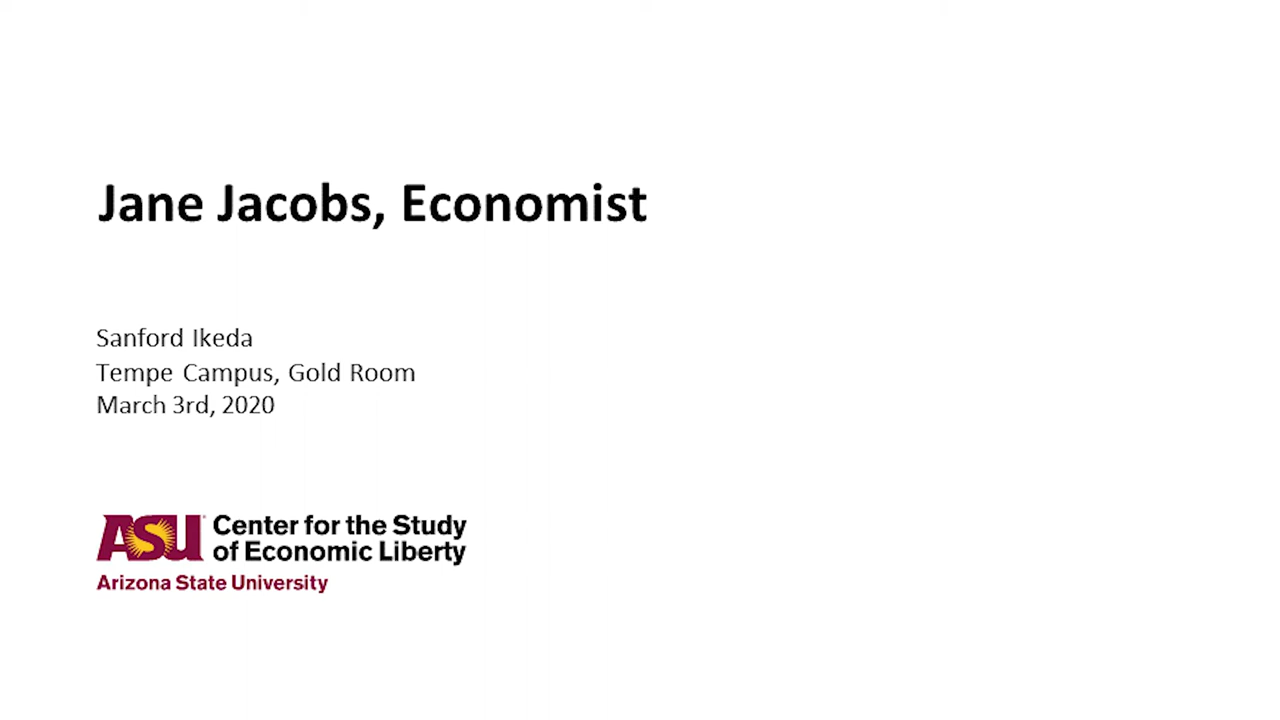 Jane Jacobs, Economist
Sanford Ikeda
Tempe Campus, Gold Room
March 3rd, 2020
ASU Center for the Study
of Economic Liberty
Arizona State University